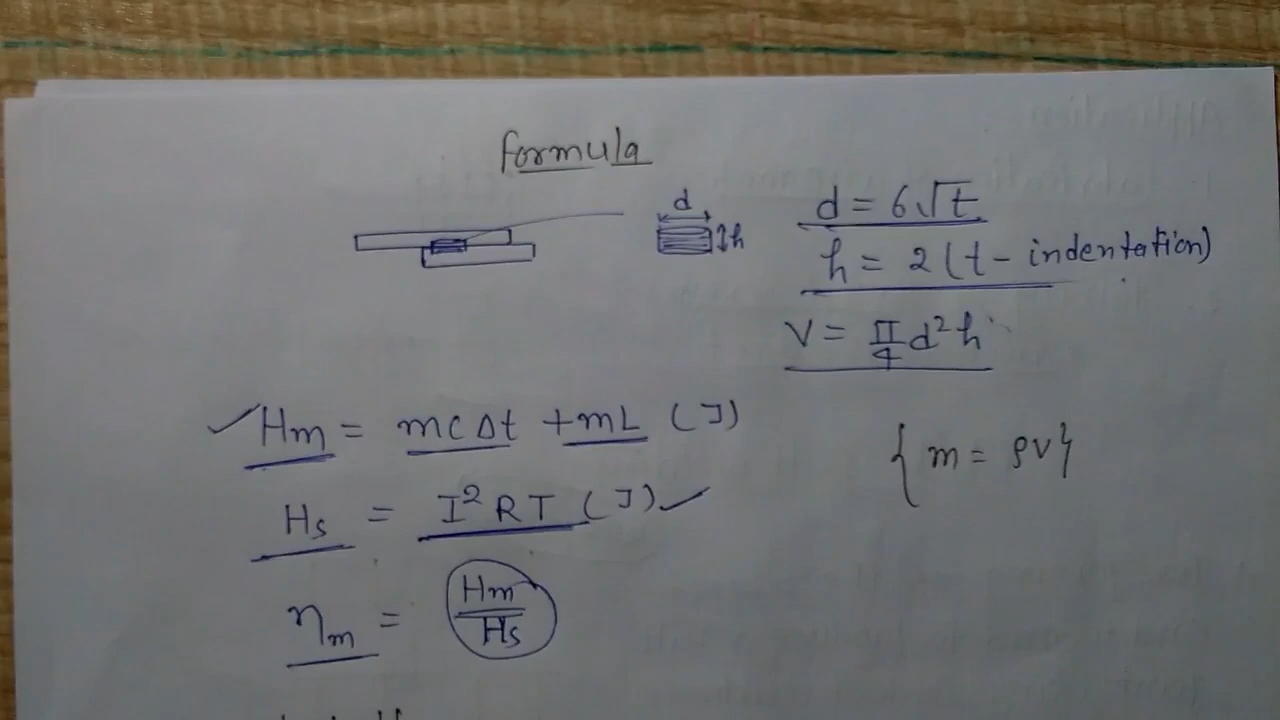 Formula
d
h
d = 6√t
h = 2(t - indentation)
V = π/4 d²h
Hm = mcΔt + mL (J)
{ m = ρV }
Hs = I²RT (J)
ηm = Hm/Hs